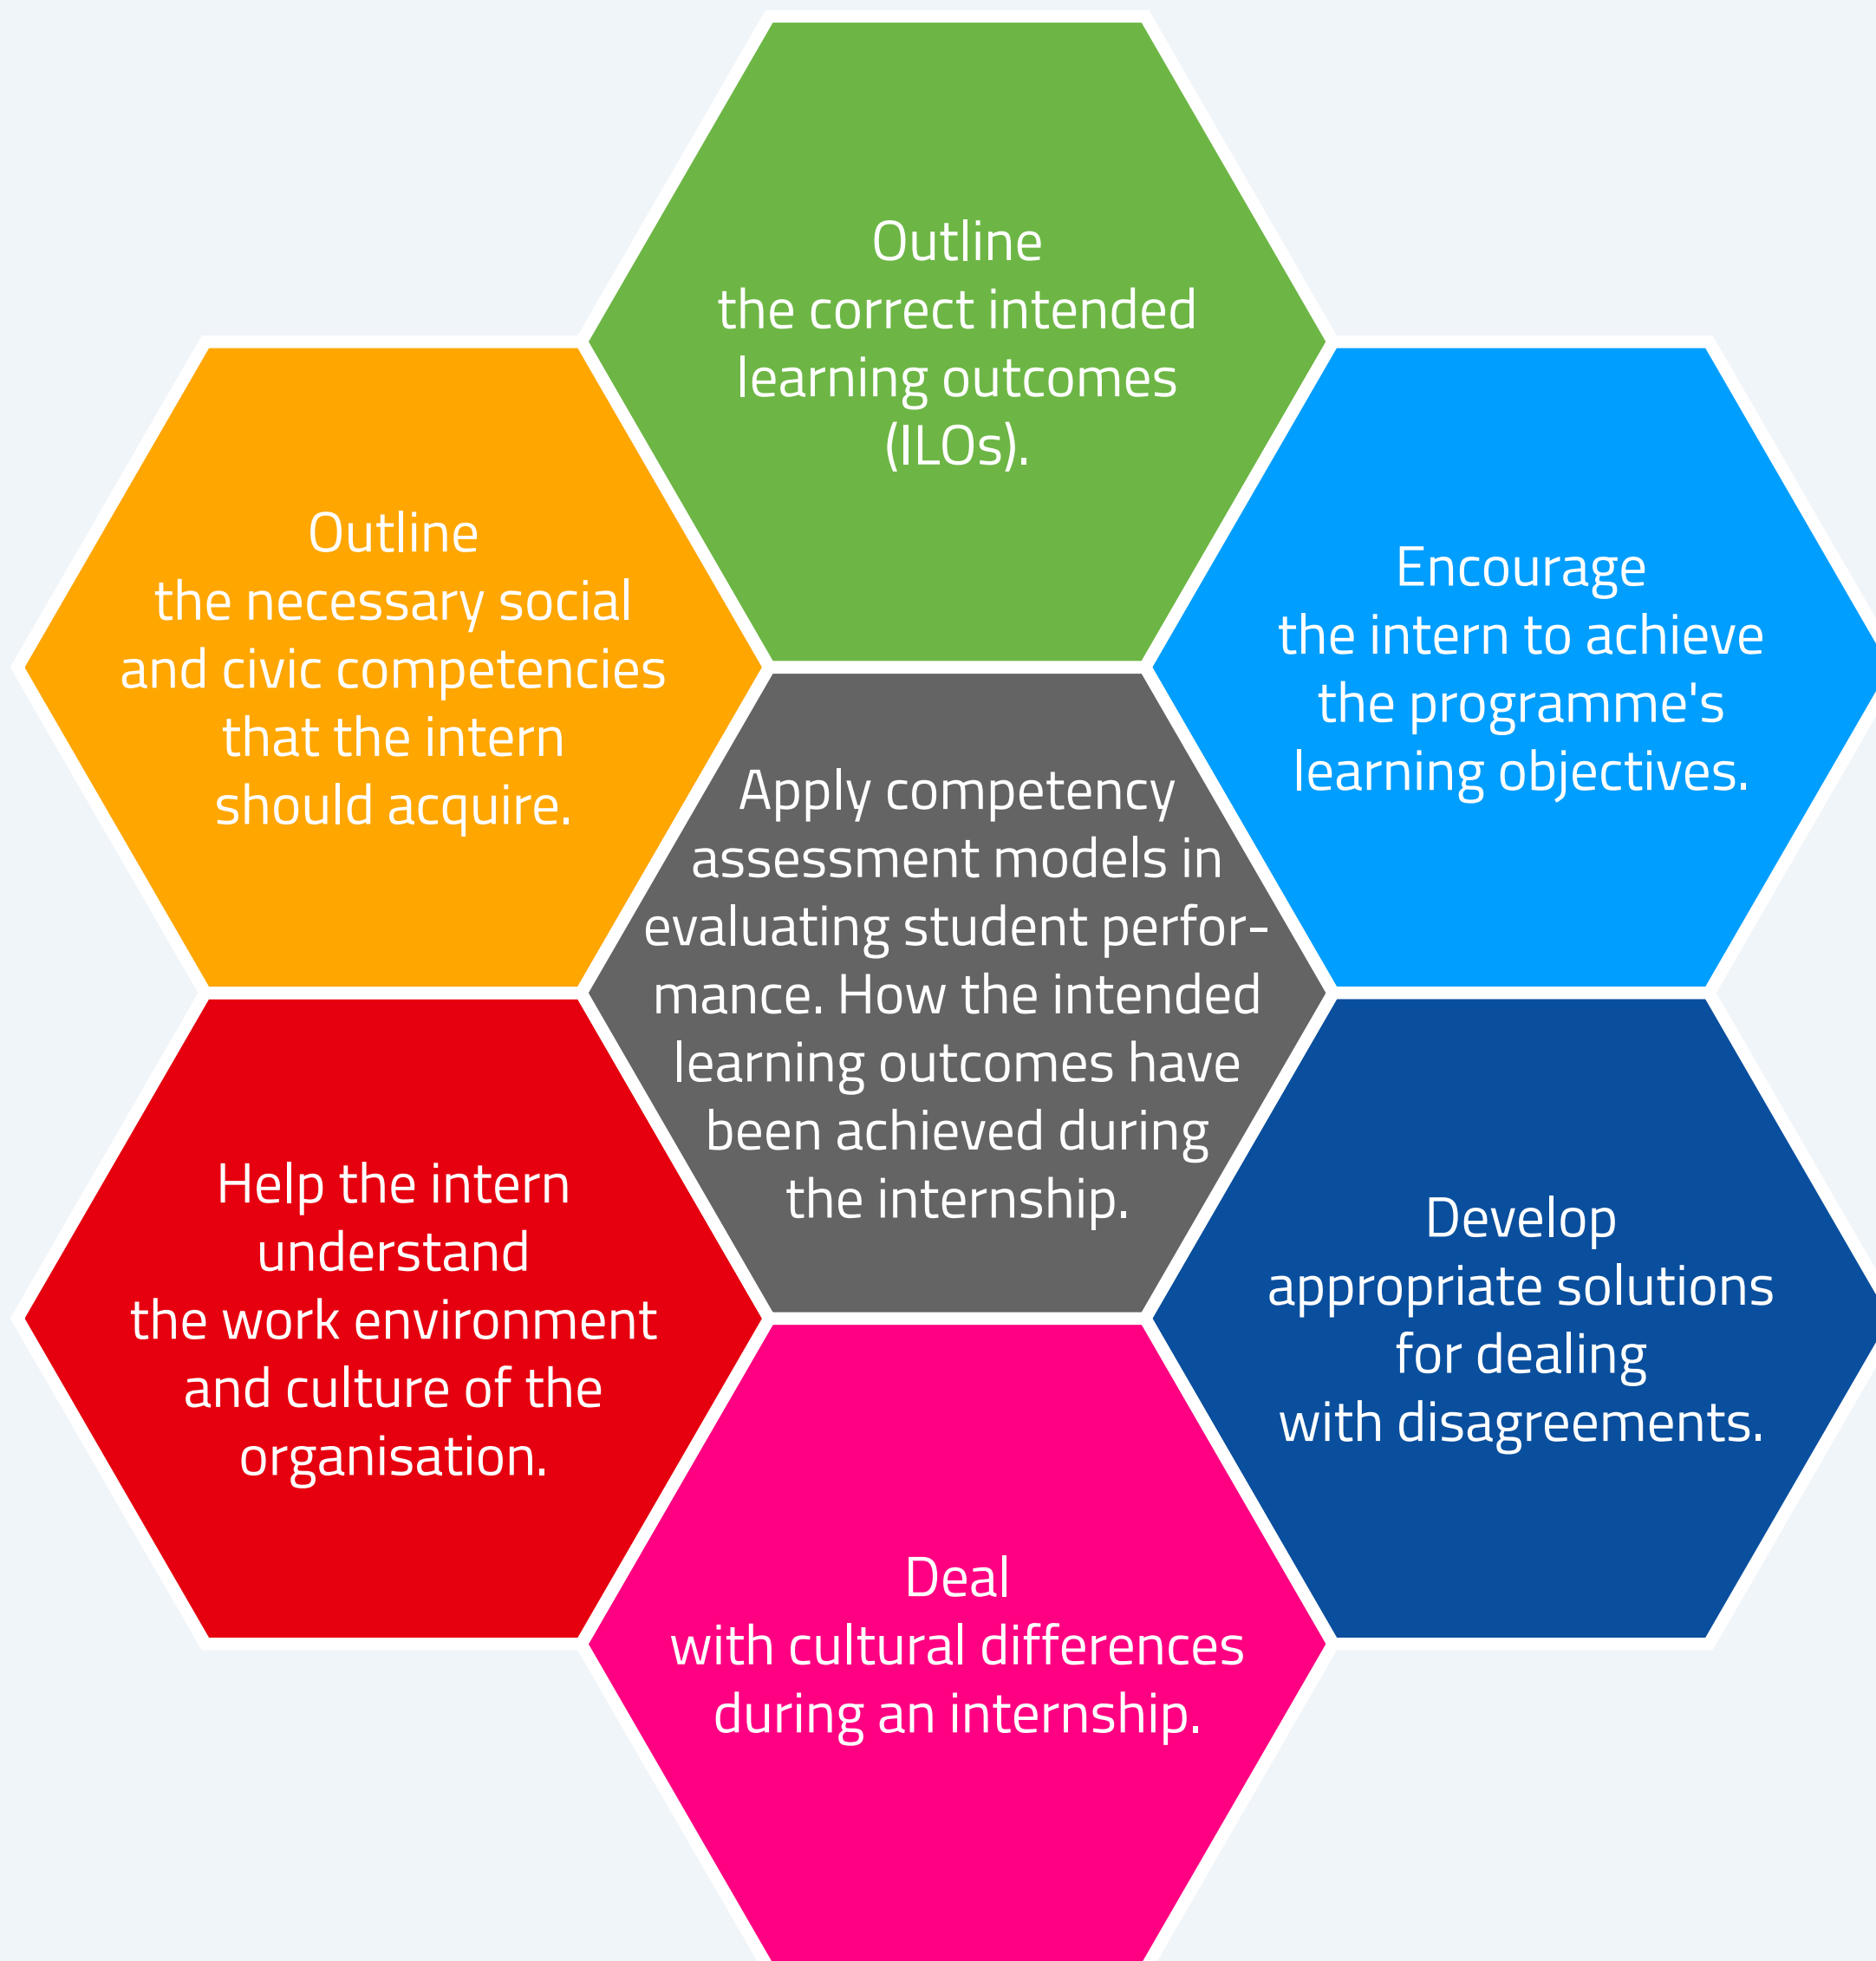 Outline
the correct intended
learning outcomes
(ILOs).
Encourage
the intern to achieve
the programme's
learning objectives.
Develop
appropriate solutions
for dealing
with disagreements.
Deal
with cultural differences
during an internship.
Help the intern
understand
the work environment
and culture of the
organisation.
Outline
the necessary social
and civic competencies
that the intern
should acquire.
Apply competency
assessment models in
evaluating student perfor-
mance. How the intended
learning outcomes have
been achieved during
the internship.